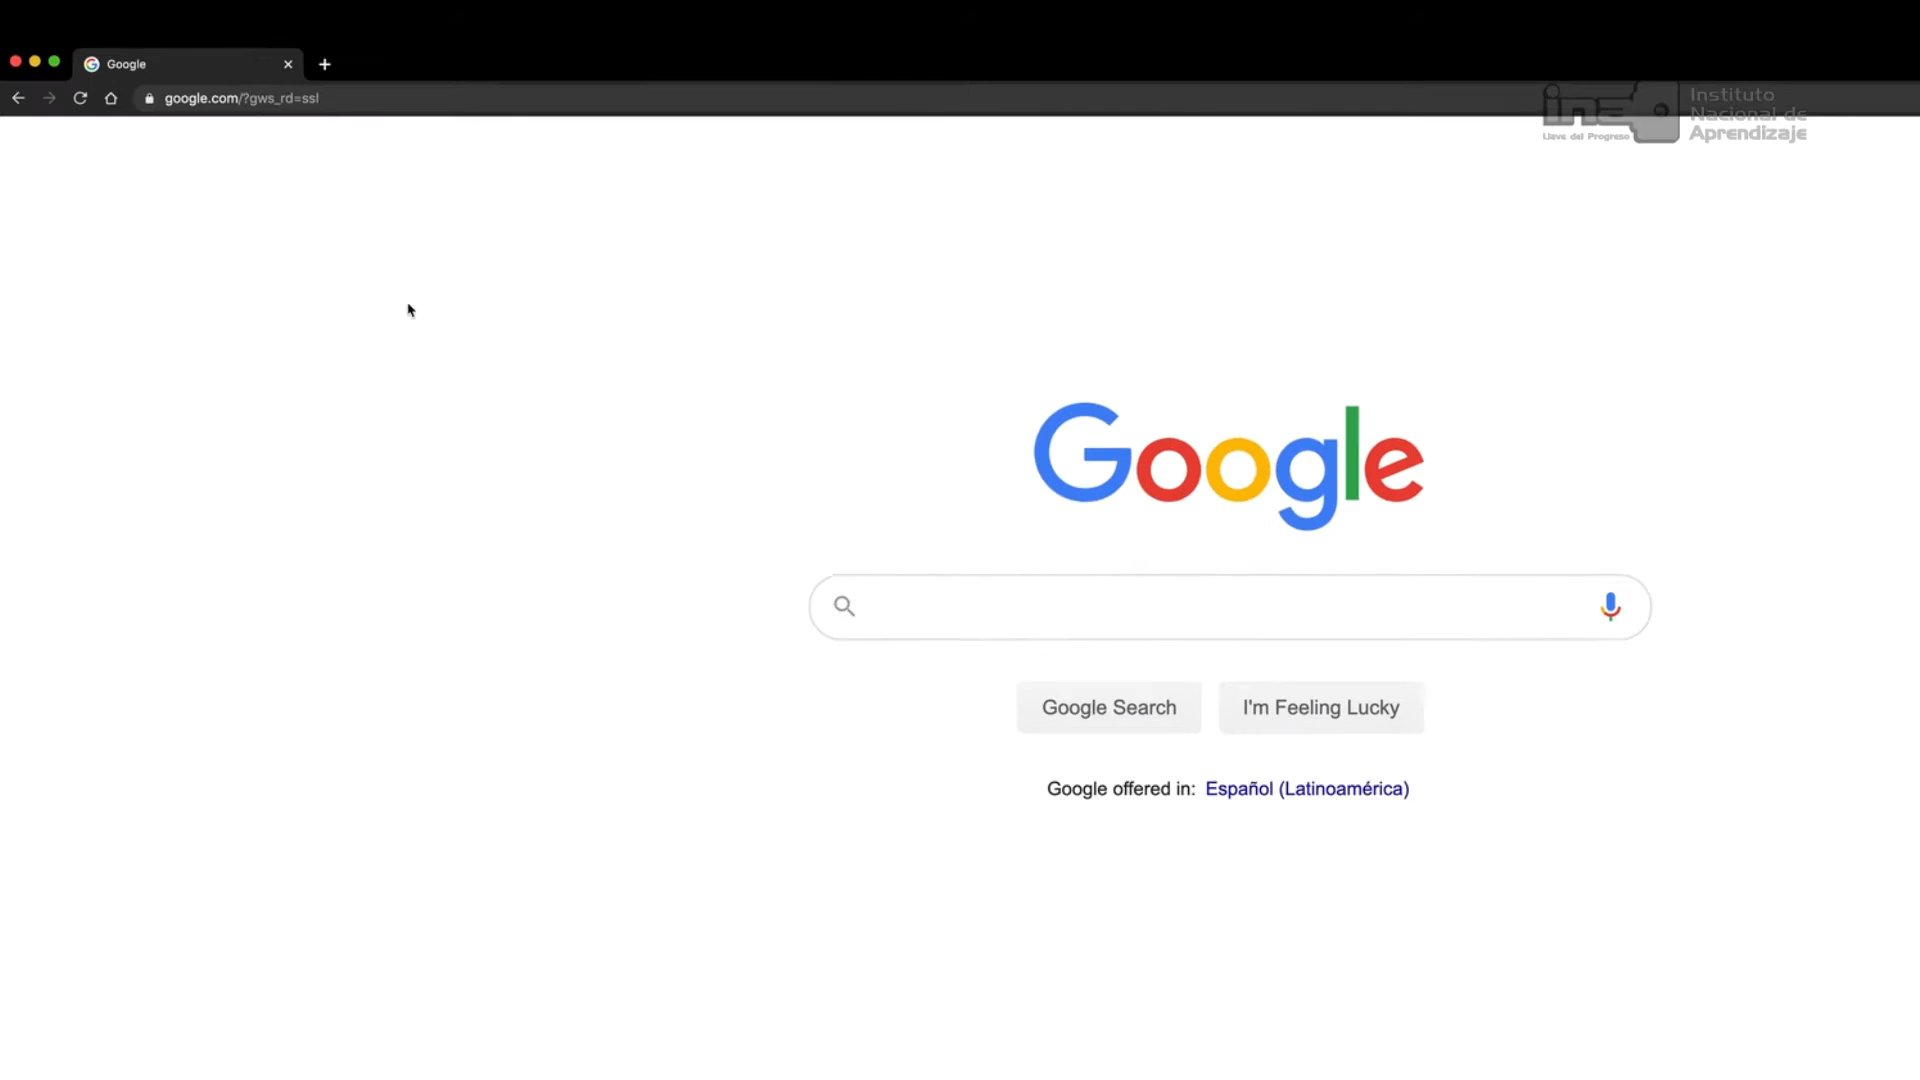 Google
google.com/?gws_rd=ssl
ina
Llave del Progreso
Instituto
Nacional de
Aprendizaje
Google
Google Search
I'm Feeling Lucky
Google offered in: Español (Latinoamérica)